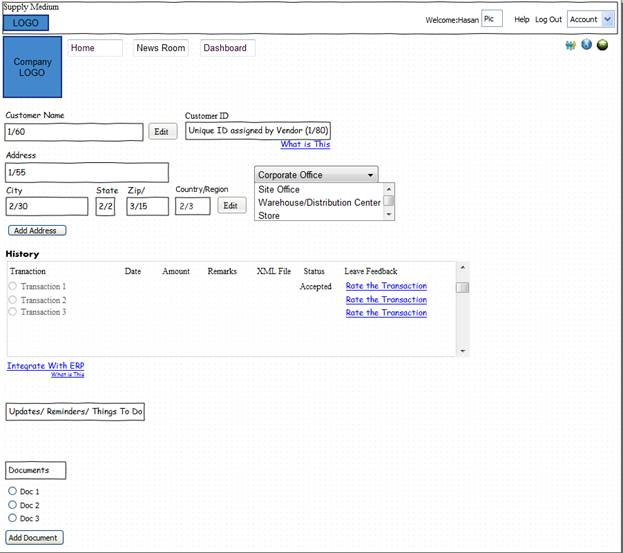 Supply Medium
LOGO
Welcome:Hasan Pic Help Log Out Account
Company
LOGO
Home News Room Dashboard
Customer Name Customer ID
1/60 Edit Unique ID assigned by Vendor (1/80)
What is This
Address
1/55 Corporate Office
City State Zip/ Country/Region Site Office
2/30 2/2 3/15 2/3 Edit Warehouse/Distribution Center
Store
Add Address
History
Tranaction Date Amount Remarks XML File Status Leave Feedback
Transaction 1 Accepted Rate the Transaction
Transaction 2 Rate the Transaction
Transaction 3 Rate the Transaction
Integrate With ERP
What is This
Updates/ Reminders/ Things To Do
Documents
Doc 1
Doc 2
Doc 3
Add Document